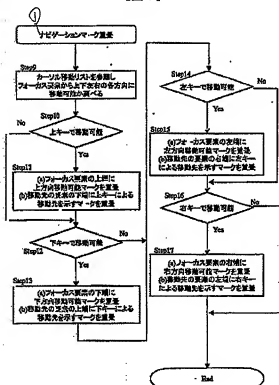 ①
ナビゲーションマーク重畳
Step9
カーソル移動リストを参照し
フォーカス要素から上下左右の各方向に
移動可能か調べる
Step10
上キーで移動可能
No
Yes
Step11
(a)フォーカス要素の上端に
上方向移動可能マークを重畳
(b)移動先の要素の下端に上キーによる
移動先を示すマークを重畳
下キーで移動可能
No
Step12
Yes
Step13
(a)フォーカス要素の下端に
下方向移動可能マークを重畳
(b)移動先の要素の上端に下キーによる
移動先を示すマークを重畳
Step14
左キーで移動可能
No
Yes
Step15
(a)フォーカス要素の左端に
左方向移動可能マークを重畳
(b)移動先の要素の右端に左キー
による移動先を示すマークを重畳
Step16
右キーで移動可能
No
Yes
Step17
(a)フォーカス要素の右端に
右方向移動可能マークを重畳
(b)移動先の要素の左端に右キー
による移動先を示すマークを重畳
End